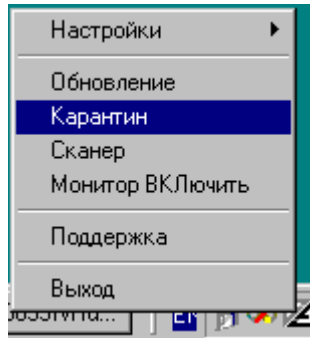 Настройки
Обновление
Карантин
Сканер
Монитор ВКЛючить
Поддержка
Выход